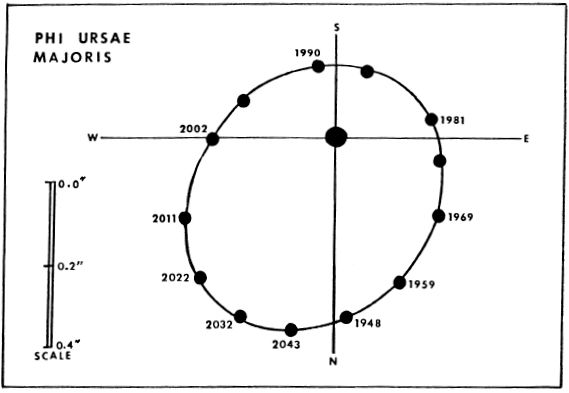 PHI URSAE
MAJORIS
S
1990
1981
2002
W
E
0.0"
2011
1969
0.2"
2022
1959
2032
1948
2043
0.4"
SCALE
N